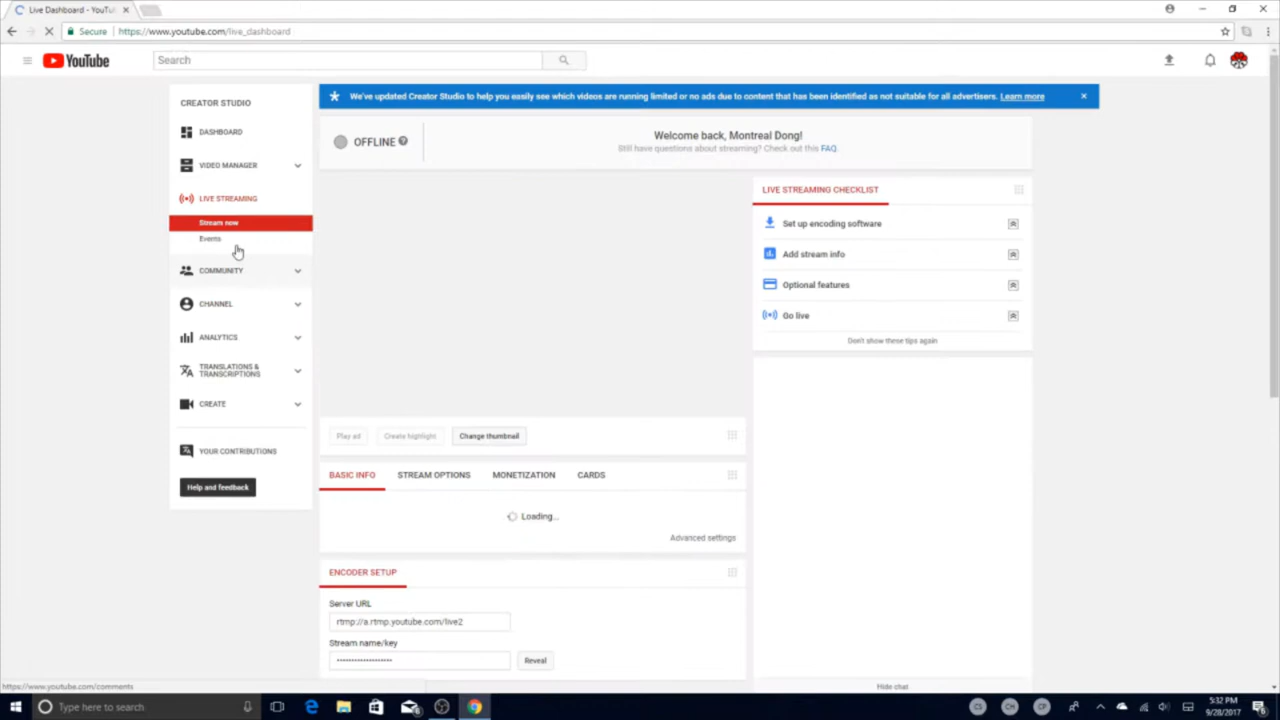 Live Dashboard - YouTu
Secure
https://www.youtube.com/live_dashboard
YouTube
Search
CREATOR STUDIO
DASHBOARD
VIDEO MANAGER
LIVE STREAMING
Stream now
Events
COMMUNITY
CHANNEL
ANALYTICS
TRANSLATIONS &
TRANSCRIPTIONS
CREATE
YOUR CONTRIBUTIONS
Help and feedback
We've updated Creator Studio to help you easily see which videos are running limited or no ads due to content that has been identified as not suitable for all advertisers. Learn more
OFFLINE
Welcome back, Montreal Dong!
Still have questions about streaming? Check out this FAQ.
LIVE STREAMING CHECKLIST
Set up encoding software
Add stream info
Optional features
Go live
Don't show these tips again
Play ad
Create highlight
Change thumbnail
BASIC INFO
STREAM OPTIONS
MONETIZATION
CARDS
Loading...
Advanced settings
ENCODER SETUP
Server URL
rtmp://a.rtmp.youtube.com/live2
Stream name/key
••••••••••••••••••• Reveal
Hide chat
https://www.youtube.com/comments
Type here to search
5:32 PM
9/28/2017